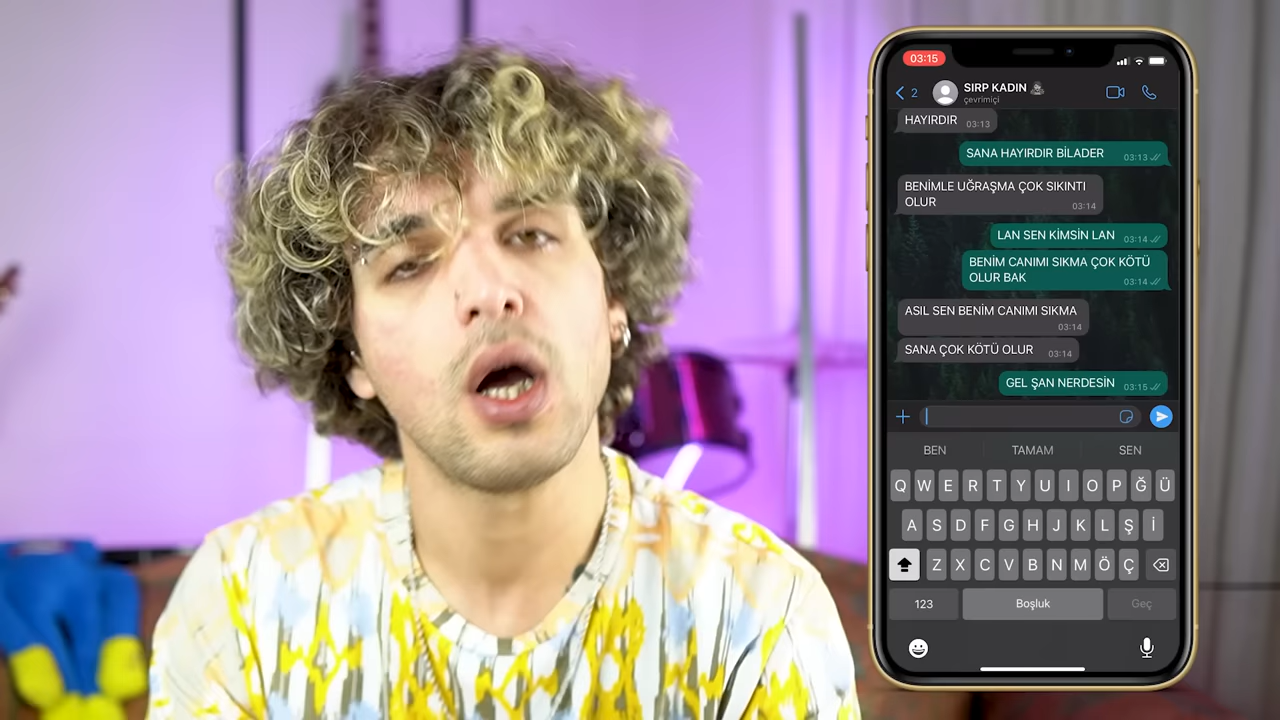 03:15
2
SIRP KADIN
çevrimiçi
HAYIRDIR 03:13
SANA HAYIRDIR BİLADER 03:13
BENİMLE UĞRAŞMA ÇOK SIKINTI
OLUR 03:14
LAN SEN KİMSİN LAN 03:14
BENİM CANIMI SIKMA ÇOK KÖTÜ
OLUR BAK 03:14
ASIL SEN BENİM CANIMI SIKMA
03:14
SANA ÇOK KÖTÜ OLUR 03:14
GEL ŞAN NERDESİN 03:15
BEN TAMAM SEN
Q W E R T Y U I O P Ğ Ü
A S D F G H J K L Ş İ
Z X C V B N M Ö Ç
123 Boşluk Geç